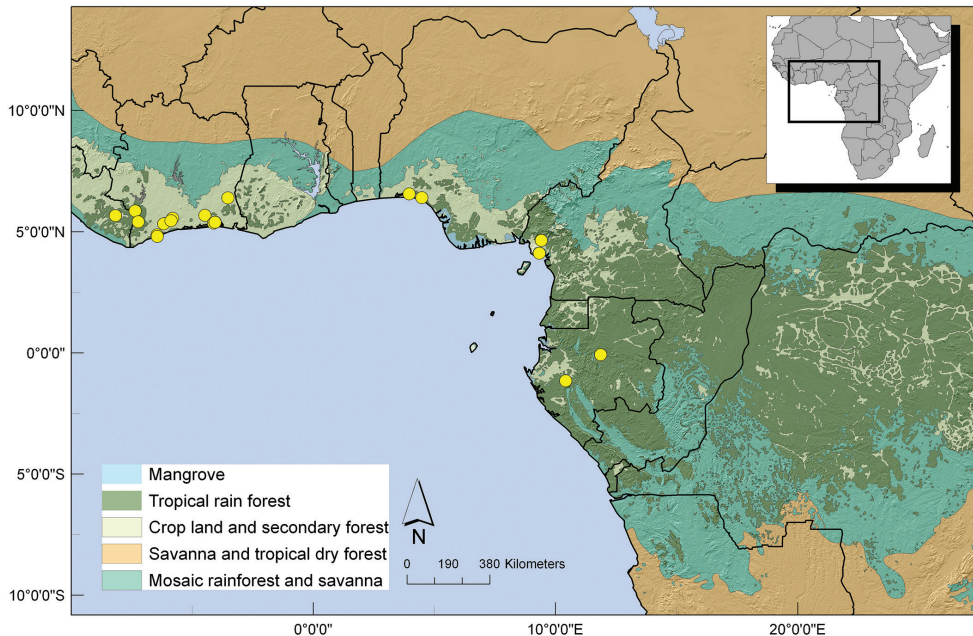 10°0'0"N
5°0'0"N
0°0'0"
5°0'0"S
10°0'0"S
Mangrove
Tropical rain forest
Crop land and secondary forest
Savanna and tropical dry forest
Mosaic rainforest and savanna
N
0 190 380 Kilometers
0°0'0" 10°0'0"E 20°0'0"E